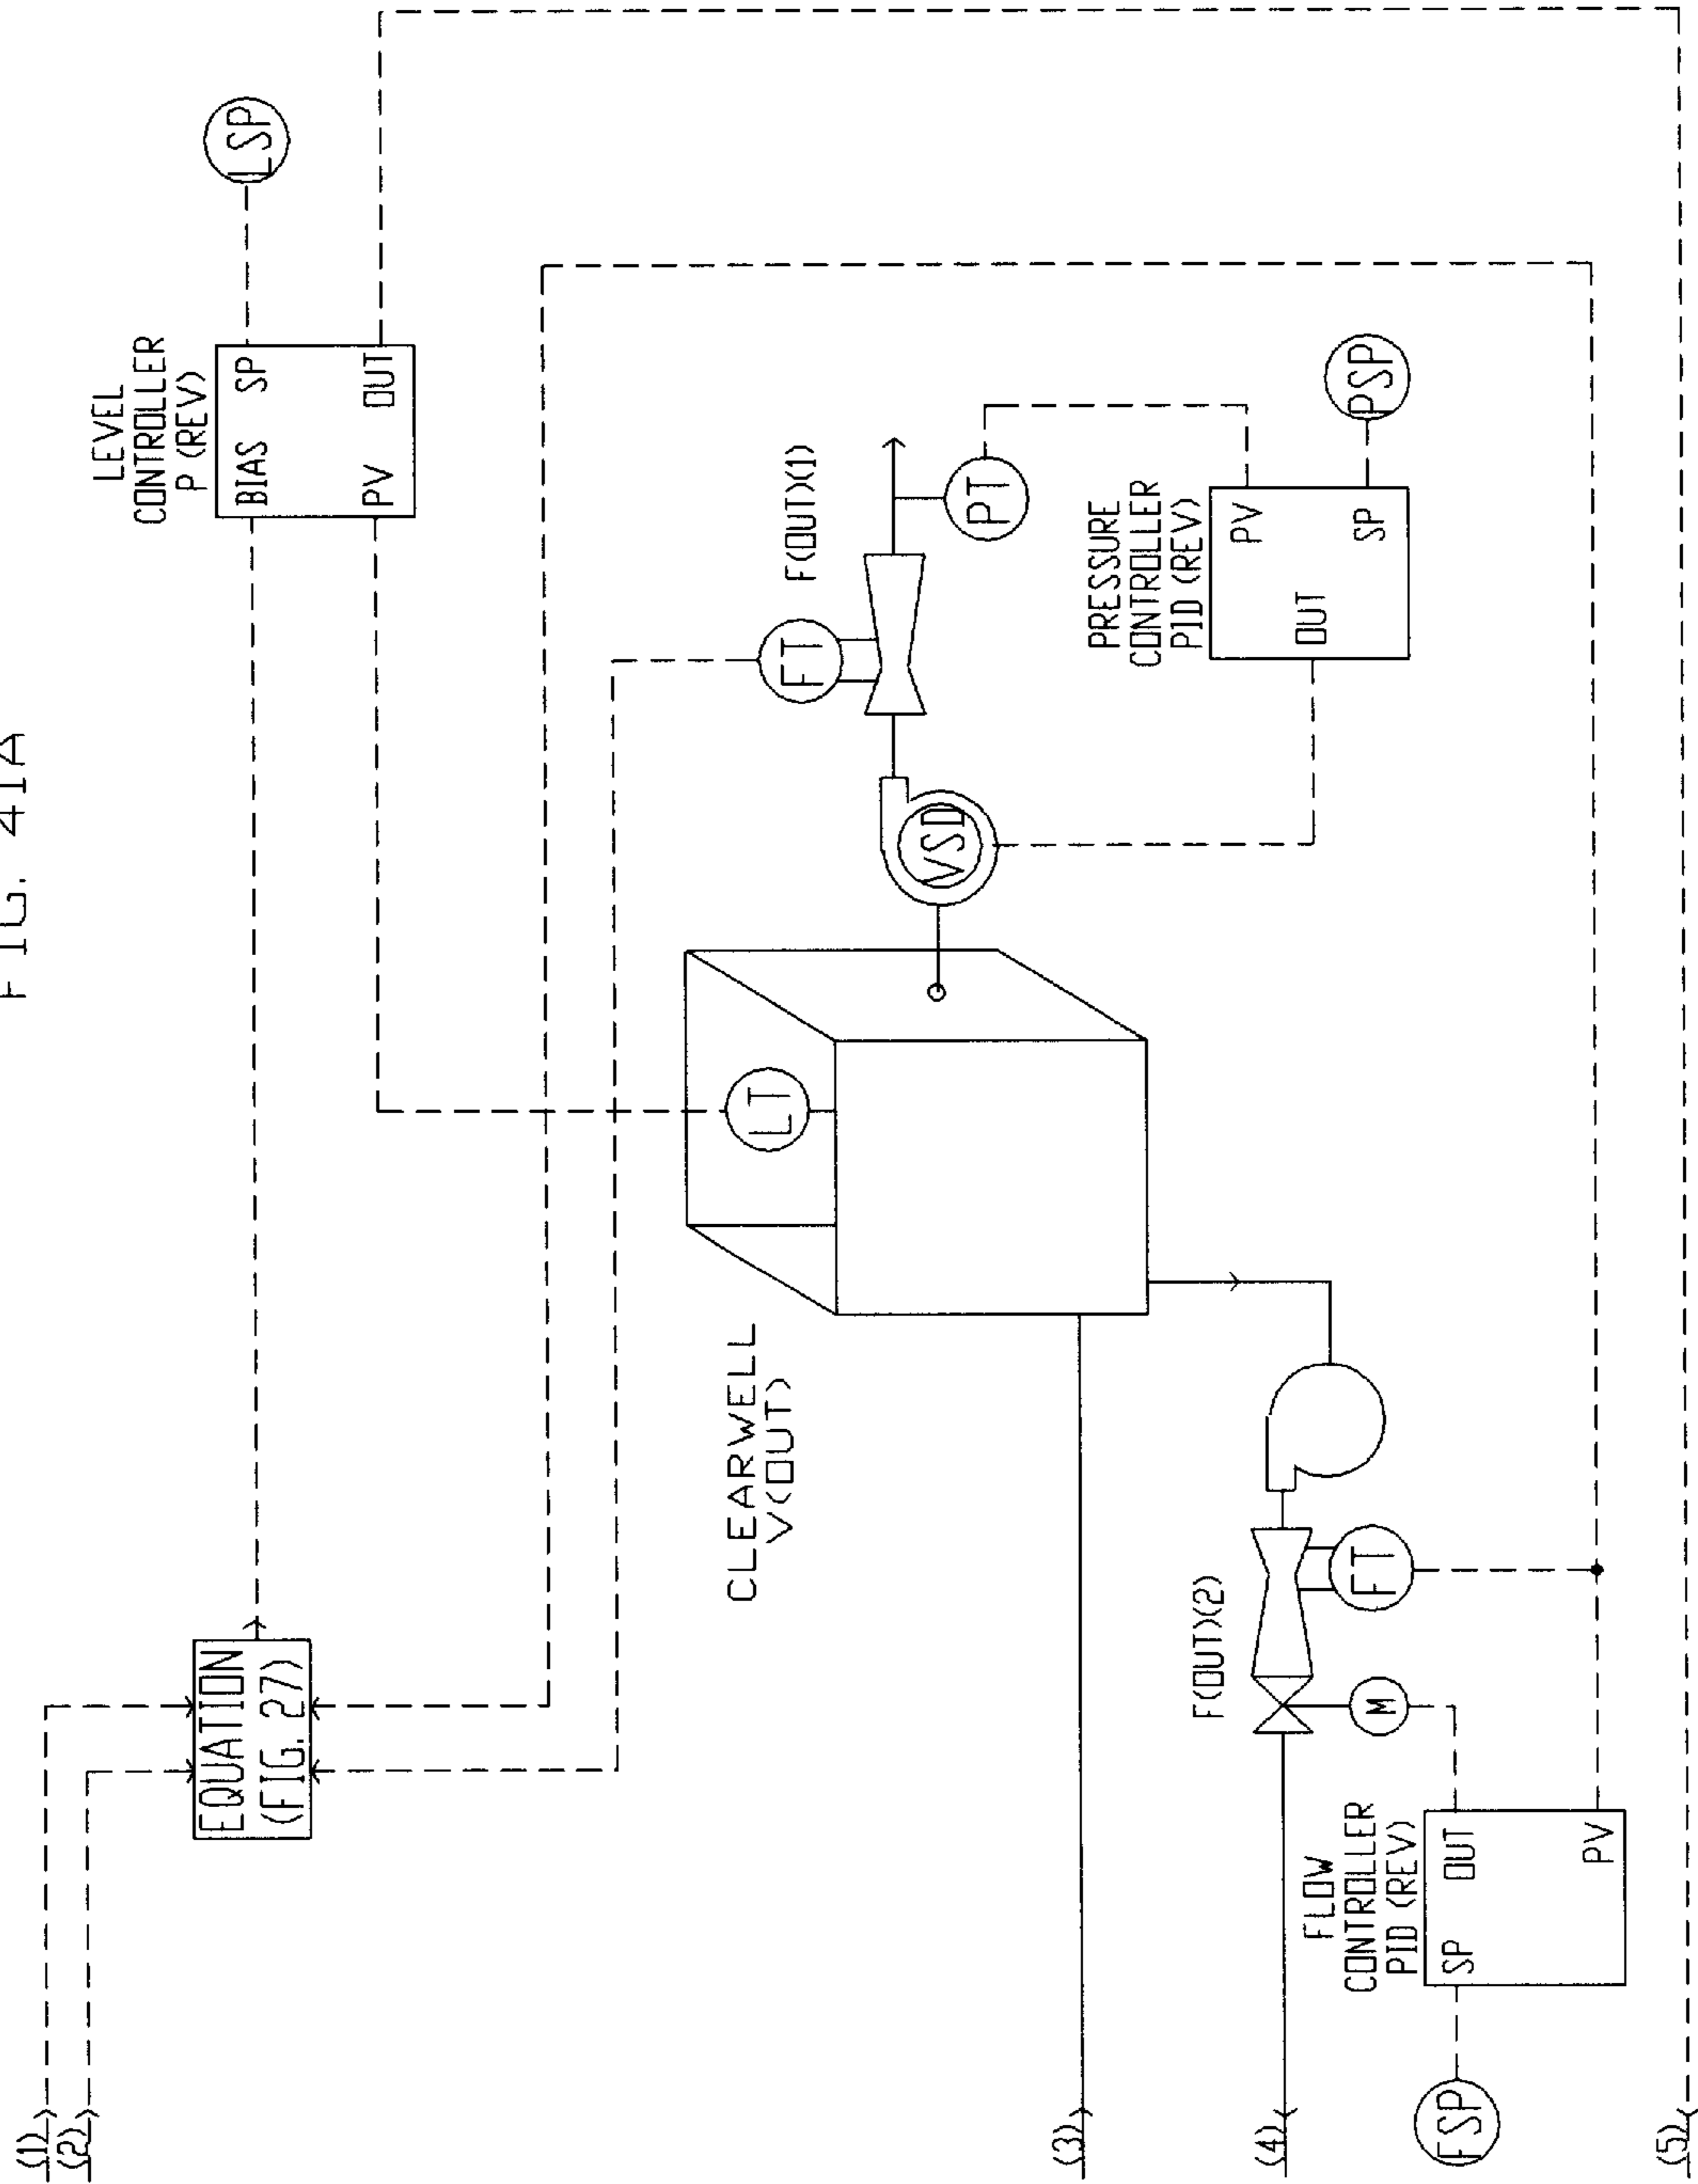 FIG. 41A
(1)
(2)
EQUATION
(FIG. 27)
LEVEL
CONTROLLER
P (REV)
BIAS SP
PV OUT
LSP
CLEARWELL
V(OUT)
LT
FT
F(OUT)(1)
VSD
PT
PRESSURE
CONTROLLER
PID (REV)
PV
OUT
SP
PSP
(3)
F(OUT)(2)
(4)
M
FT
FLOW
CONTROLLER
PID (REV)
SP OUT
PV
FSP
(5)